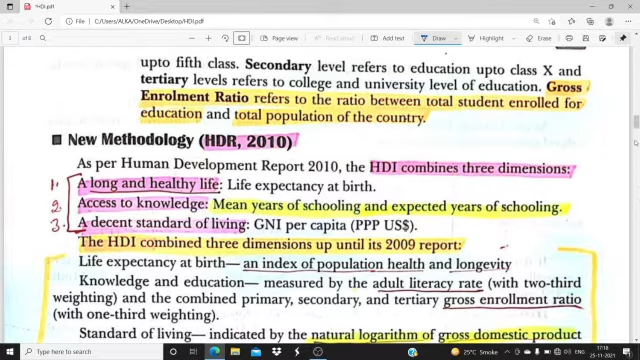 *HDI.pdf
C:/Users/ALKA/OneDrive/Desktop/HDI.pdf
1 of 8
Page view
Read aloud
Add text
Draw
Highlight
Erase
upto fifth class. Secondary level refers to education upto class X and
tertiary levels refers to college and university level of education. Gross
Enrolment Ratio refers to the ratio between total student enrolled for
education and total population of the country.
■ New Methodology (HDR, 2010)
As per Human Development Report 2010, the HDI combines three dimensions:
1. A long and healthy life: Life expectancy at birth.
2. Access to knowledge: Mean years of schooling and expected years of schooling.
3. A decent standard of living: GNI per capita (PPP US$).
The HDI combined three dimensions up until its 2009 report:
Life expectancy at birth— an index of population health and longevity
Knowledge and education — measured by the adult literacy rate (with two-third
weighting) and the combined primary, secondary, and tertiary gross enrollment ratio
(with one-third weighting).
Standard of living— indicated by the natural logarithm of gross domestic product
Type here to search
25°C Smoke
ENG
17:18
25-11-2021